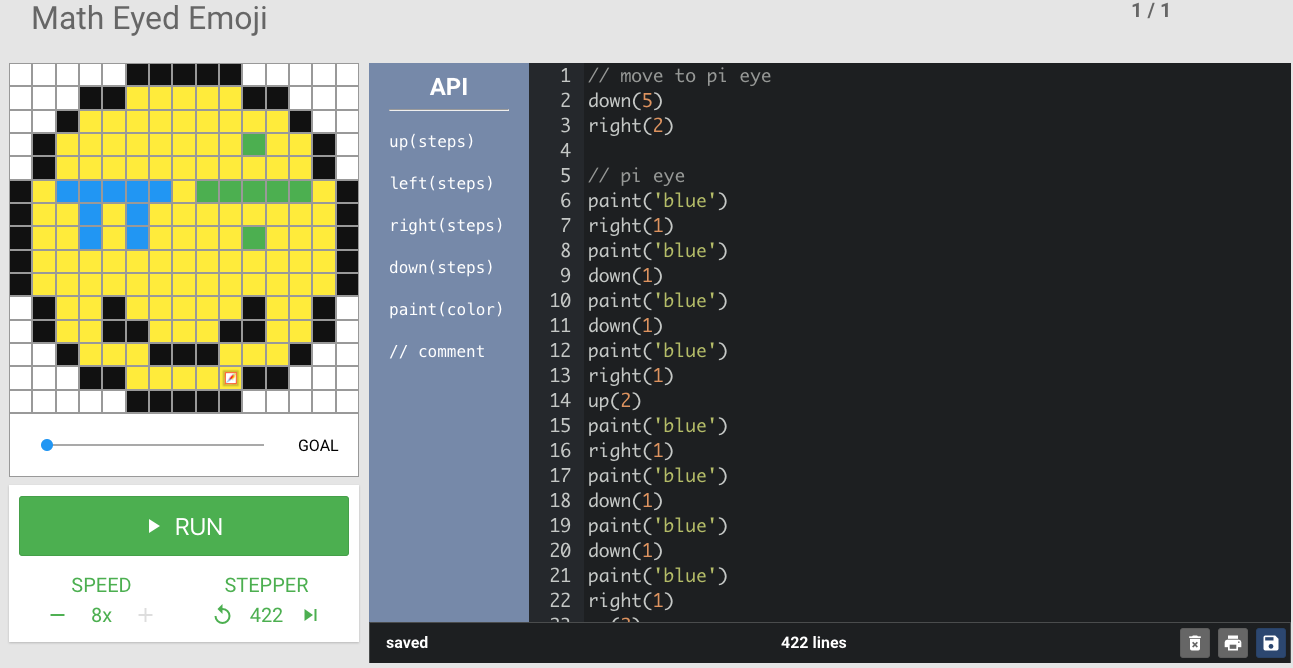 Math Eyed Emoji
1 / 1
GOAL
RUN
SPEED
STEPPER
8x
422
API
up(steps)
left(steps)
right(steps)
down(steps)
paint(color)
// comment
1 // move to pi eye
2 down(5)
3 right(2)
4
5 // pi eye
6 paint('blue')
7 right(1)
8 paint('blue')
9 down(1)
10 paint('blue')
11 down(1)
12 paint('blue')
13 right(1)
14 up(2)
15 paint('blue')
16 right(1)
17 paint('blue')
18 down(1)
19 paint('blue')
20 down(1)
21 paint('blue')
22 right(1)
saved
422 lines